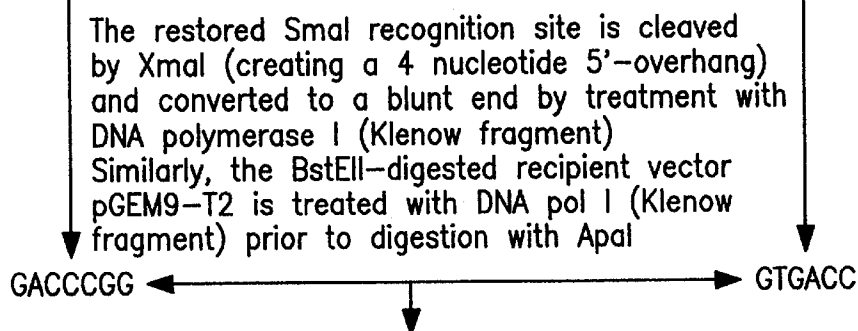 The restored SmaI recognition site is cleaved
by XmaI (creating a 4 nucleotide 5'-overhang)
and converted to a blunt end by treatment with
DNA polymerase I (Klenow fragment)
Similarly, the BstEII-digested recipient vector
pGEM9-T2 is treated with DNA pol I (Klenow
fragment) prior to digestion with ApaI
GACCCGG GTGACC